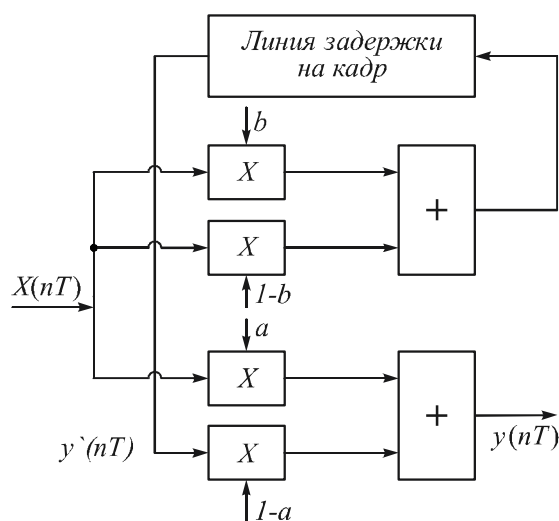 Линия задержки
на кадр
b
X
X
X(nT)
1-b
a
X
+
+
y`(nT)
X
y(nT)
1-a